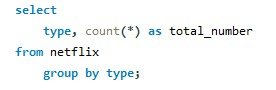 select
type, count(*) as total_number
from netflix
group by type;